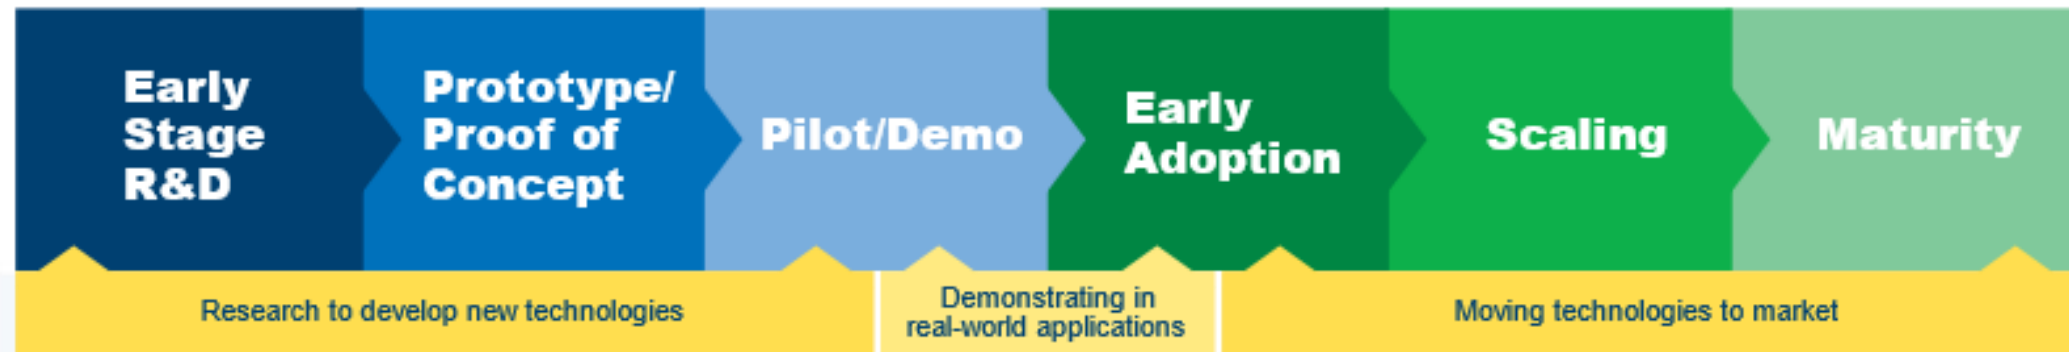 Early
Stage
R&D
Prototype/
Proof of
Concept
Pilot/Demo
Early
Adoption
Scaling
Maturity
Research to develop new technologies
Demonstrating in
real-world applications
Moving technologies to market